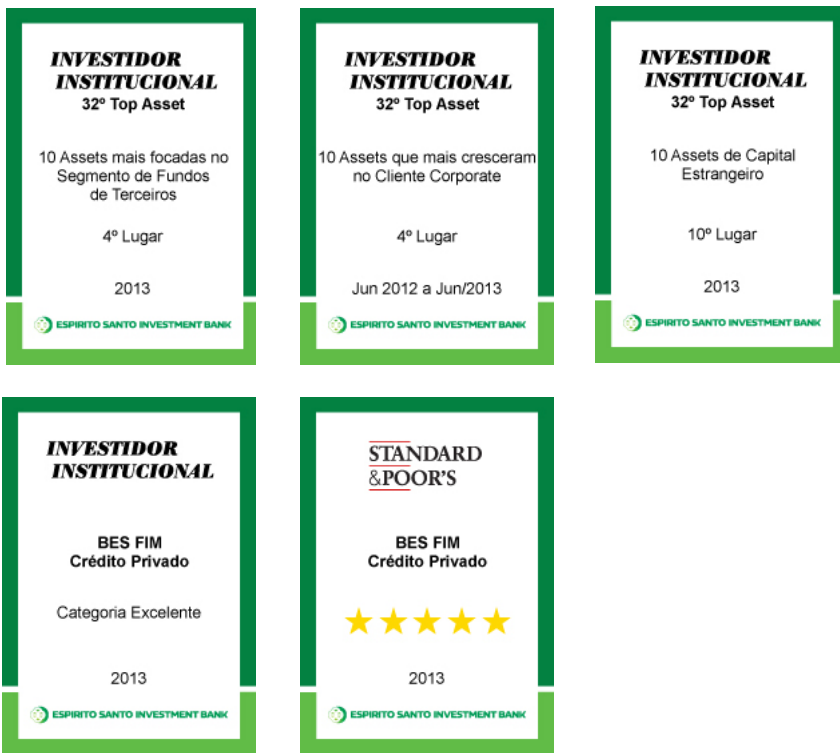 INVESTIDOR
INSTITUCIONAL
32º Top Asset
10 Assets mais focadas no
Segmento de Fundos
de Terceiros
4º Lugar
2013
ESPIRITO SANTO INVESTMENT BANK
INVESTIDOR
INSTITUCIONAL
32º Top Asset
10 Assets que mais cresceram
no Cliente Corporate
4º Lugar
Jun 2012 a Jun/2013
ESPIRITO SANTO INVESTMENT BANK
INVESTIDOR
INSTITUCIONAL
32º Top Asset
10 Assets de Capital
Estrangeiro
10º Lugar
2013
ESPIRITO SANTO INVESTMENT BANK
INVESTIDOR
INSTITUCIONAL
BES FIM
Crédito Privado
Categoria Excelente
2013
ESPIRITO SANTO INVESTMENT BANK
STANDARD
&POOR'S
BES FIM
Crédito Privado
2013
ESPIRITO SANTO INVESTMENT BANK